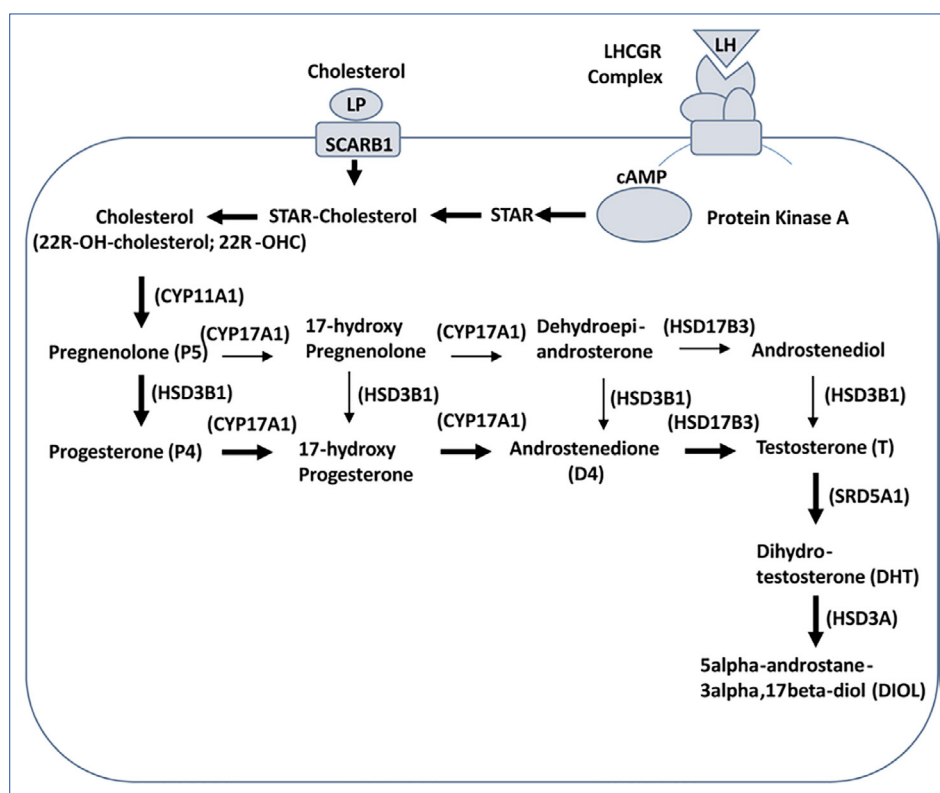 LH
LHCGR
Complex
Cholesterol
LP
SCARB1
cAMP
Protein Kinase A
STAR
STAR-Cholesterol
Cholesterol
(22R-OH-cholesterol; 22R -OHC)
(CYP11A1)
Pregnenolone (P5)
(CYP17A1)
17-hydroxy
Pregnenolone
(CYP17A1)
Dehydroepi-
androsterone
(HSD17B3)
Androstenediol
(HSD3B1)
(HSD3B1)
(HSD3B1)
(HSD3B1)
Progesterone (P4)
(CYP17A1)
17-hydroxy
Progesterone
(CYP17A1)
Androstenedione
(D4)
(HSD17B3)
Testosterone (T)
(SRD5A1)
Dihydro-
testosterone (DHT)
(HSD3A)
5alpha-androstane-
3alpha,17beta-diol (DIOL)